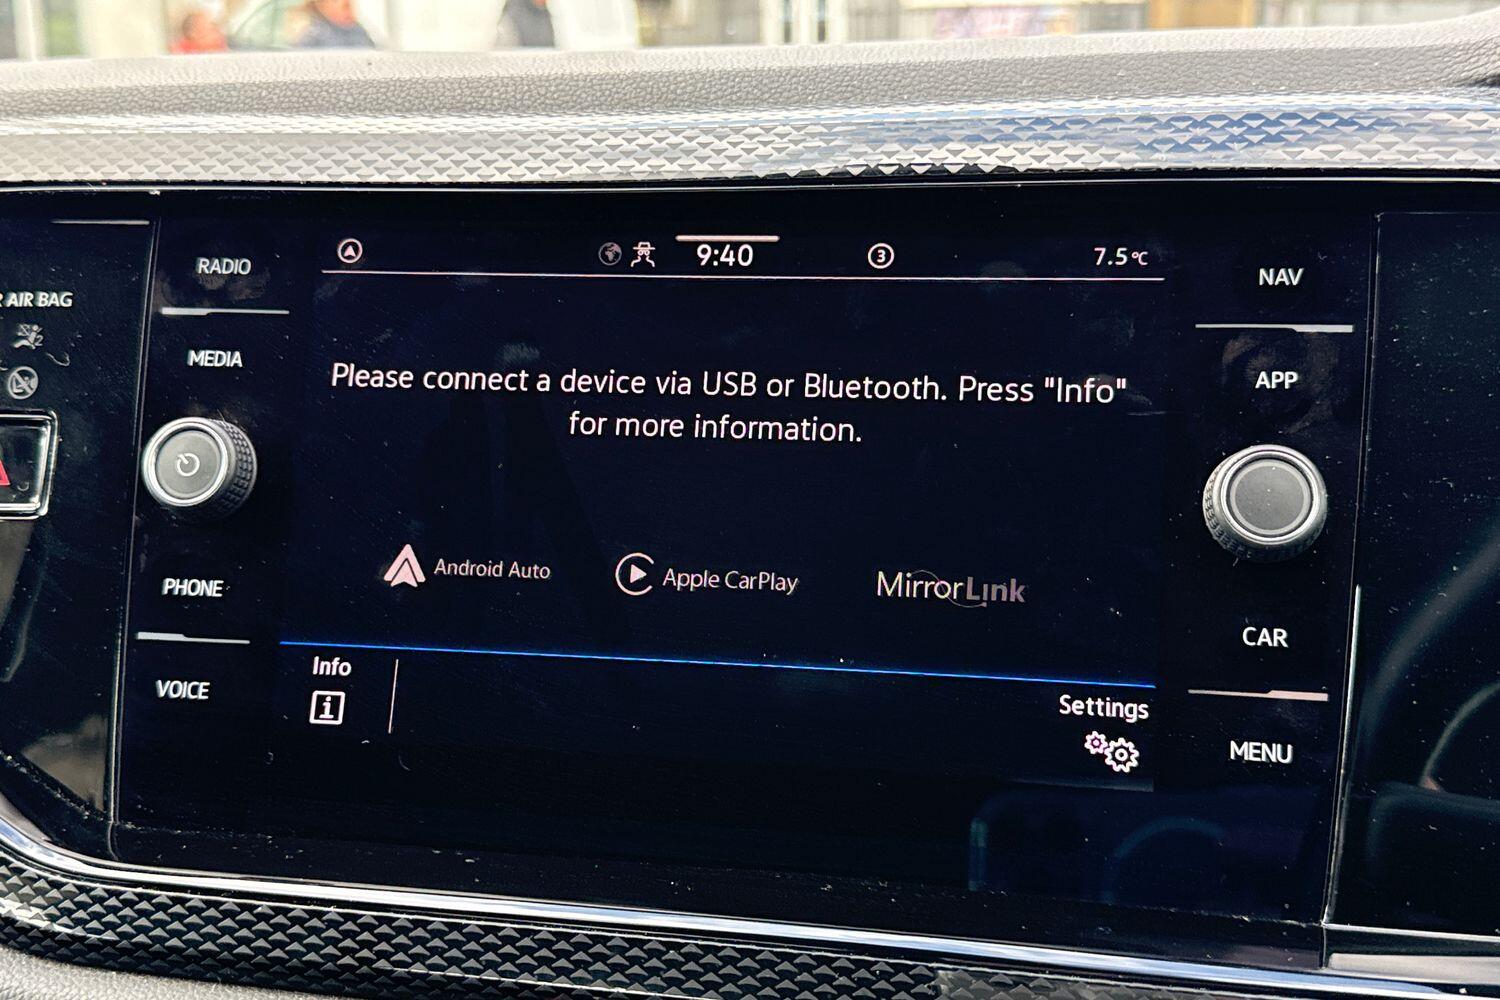 RADIO
9:40
3
7.5°C
NAV
AIR BAG
MEDIA
Please connect a device via USB or Bluetooth. Press "Info"
for more information.
APP
Android Auto
Apple CarPlay
MirrorLink
PHONE
CAR
Info
Settings
VOICE
MENU